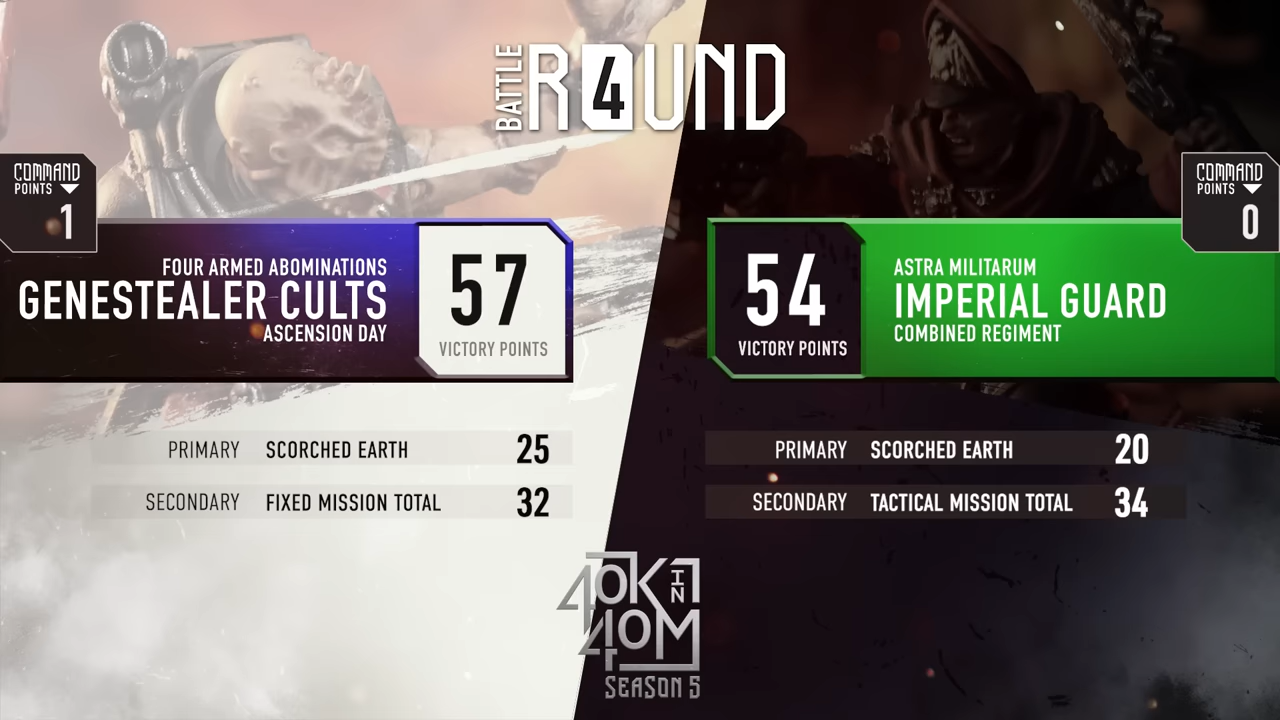 BATTLE
R4UND
COMMAND
POINTS
1
FOUR ARMED ABOMINATIONS
GENESTEALER CULTS
ASCENSION DAY
57
VICTORY POINTS
COMMAND
POINTS
0
54
VICTORY POINTS
ASTRA MILITARUM
IMPERIAL GUARD
COMBINED REGIMENT
PRIMARY SCORCHED EARTH 25
SECONDARY FIXED MISSION TOTAL 32
PRIMARY SCORCHED EARTH 20
SECONDARY TACTICAL MISSION TOTAL 34
40K IN
40M
SEASON 5